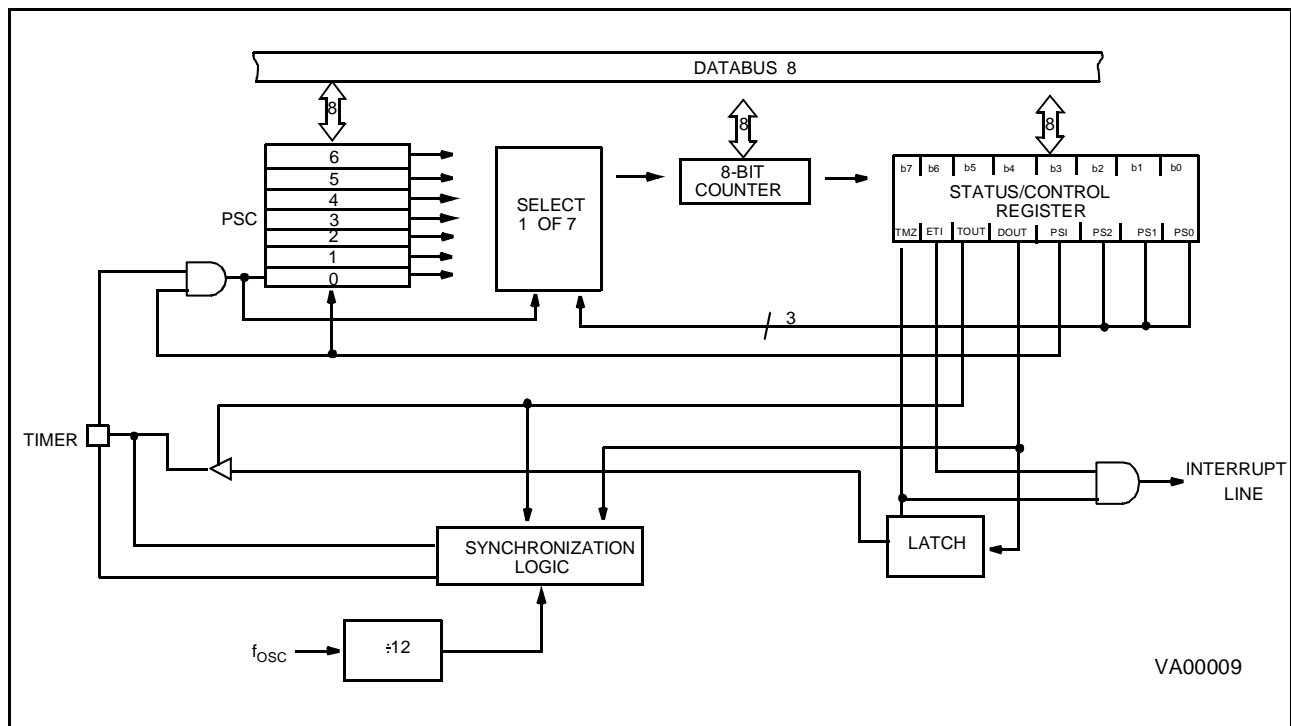 DATABUS 8
8
8
8
6
5
4
3
2
1
0
PSC
SELECT
1 OF 7
8-BIT
COUNTER
b7 b6 b5 b4 b3 b2 b1 b0
STATUS/CONTROL
REGISTER
TMZ ETI TOUT DOUT PSI PS2 PS1 PS0
3
TIMER
INTERRUPT
LINE
SYNCHRONIZATION
LOGIC
LATCH
fOSC
÷12
VA00009